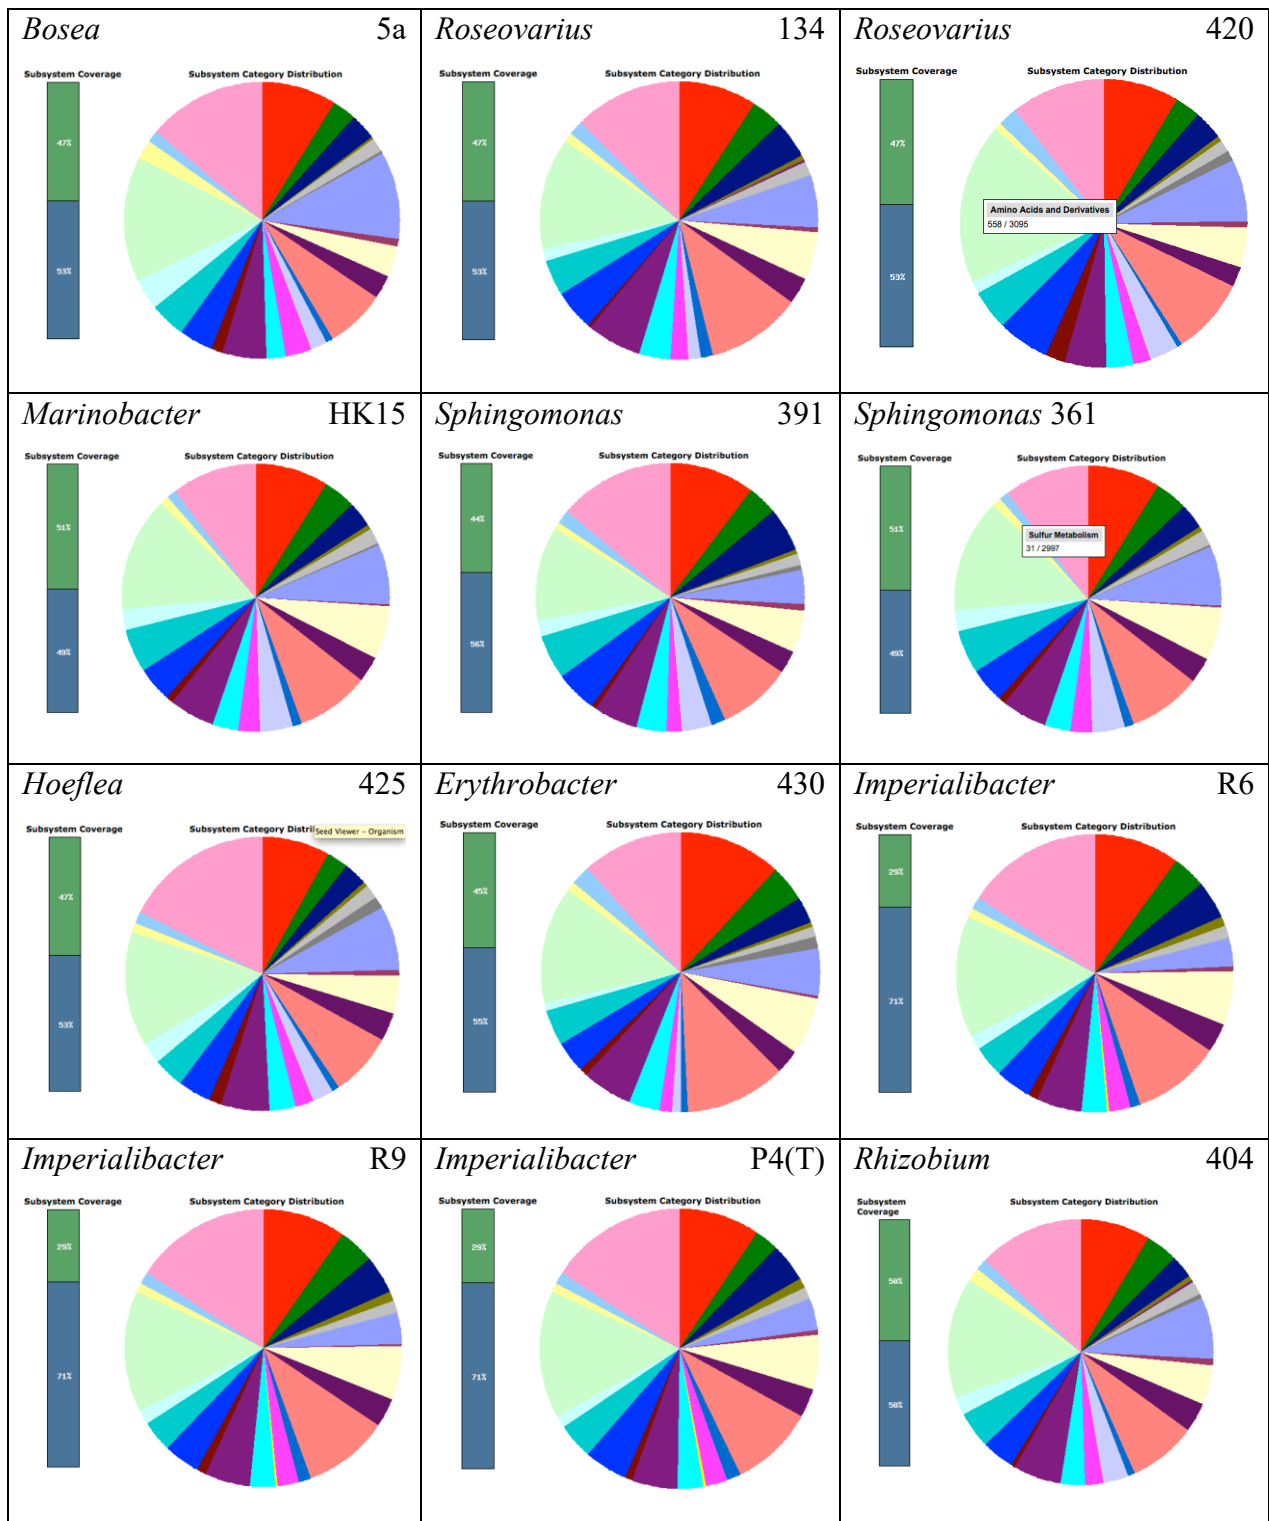 Bosea 5a
Subsystem Coverage
Subsystem Category Distribution
47%
53%
Roseovarius 134
Subsystem Coverage
Subsystem Category Distribution
47%
53%
Roseovarius 420
Subsystem Coverage
Subsystem Category Distribution
47%
Amino Acids and Derivatives
558 / 3095
53%
Marinobacter HK15
Subsystem Coverage
Subsystem Category Distribution
51%
49%
Sphingomonas 391
Subsystem Coverage
Subsystem Category Distribution
44%
56%
Sphingomonas 361
Subsystem Coverage
Subsystem Category Distribution
51%
Sulfur Metabolism
31 / 2997
49%
Hoeflea 425
Subsystem Coverage
Subsystem Category Distril
Seed Viewer - Organism
47%
53%
Erythrobacter 430
Subsystem Coverage
Subsystem Category Distribution
45%
55%
Imperialibacter R6
Subsystem Coverage
Subsystem Category Distribution
29%
71%
Imperialibacter R9
Subsystem Coverage
Subsystem Category Distribution
29%
71%
Imperialibacter P4(T)
Subsystem Coverage
Subsystem Category Distribution
29%
71%
Rhizobium 404
Subsystem
Coverage
Subsystem Category Distribution
50%
50%